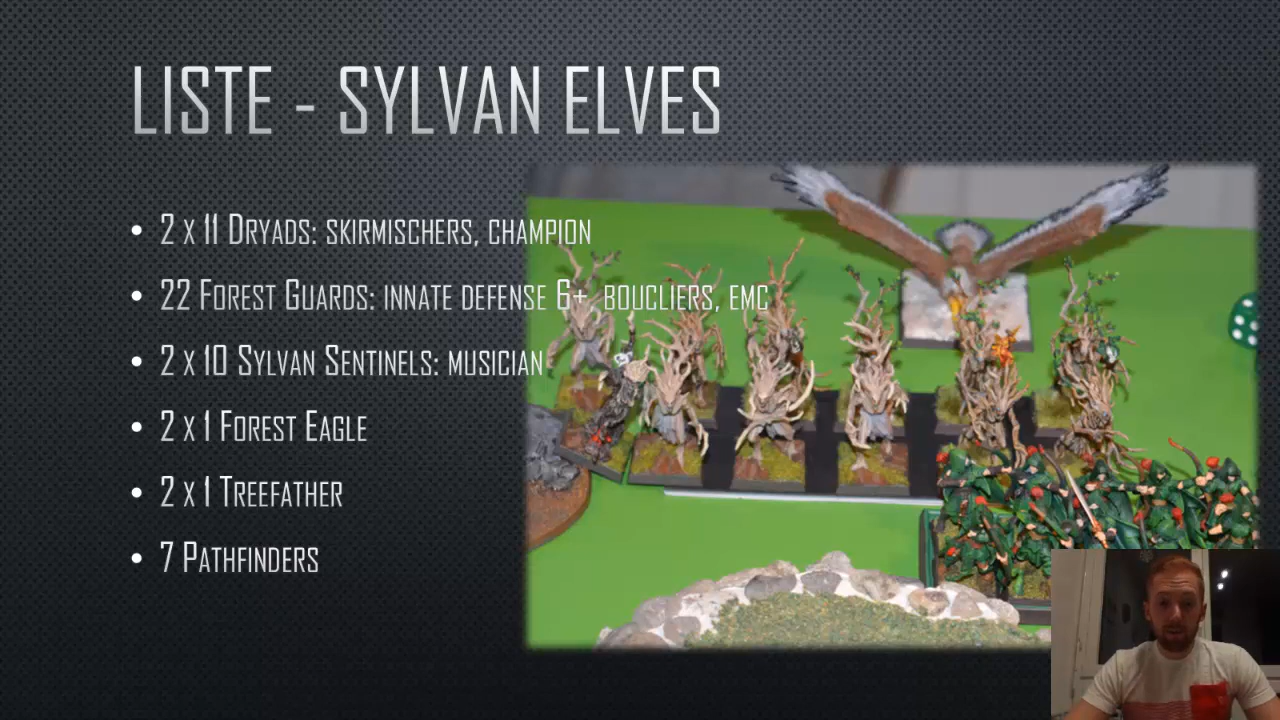 LISTE - SYLVAN ELVES
• 2 x 11 DRYADS: SKIRMISCHERS, CHAMPION
• 22 FOREST GUARDS: INNATE DEFENSE 6+, BOUCLIERS, EMC
• 2 x 10 SYLVAN SENTINELS: MUSICIAN
• 2 x 1 FOREST EAGLE
• 2 x 1 TREEFATHER
• 7 PATHFINDERS